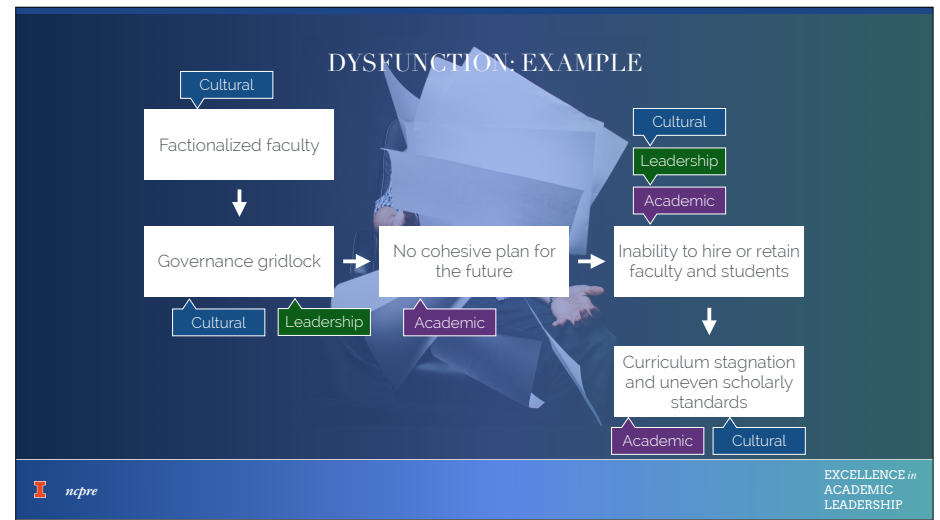 DYSFUNCTION: EXAMPLE
Cultural
Factionalized faculty
Governance gridlock
Cultural
Leadership
No cohesive plan for
the future
Academic
Cultural
Leadership
Academic
Inability to hire or retain
faculty and students
Curriculum stagnation
and uneven scholarly
standards
Academic
Cultural
I
ncpre
EXCELLENCE in
ACADEMIC
LEADERSHIP